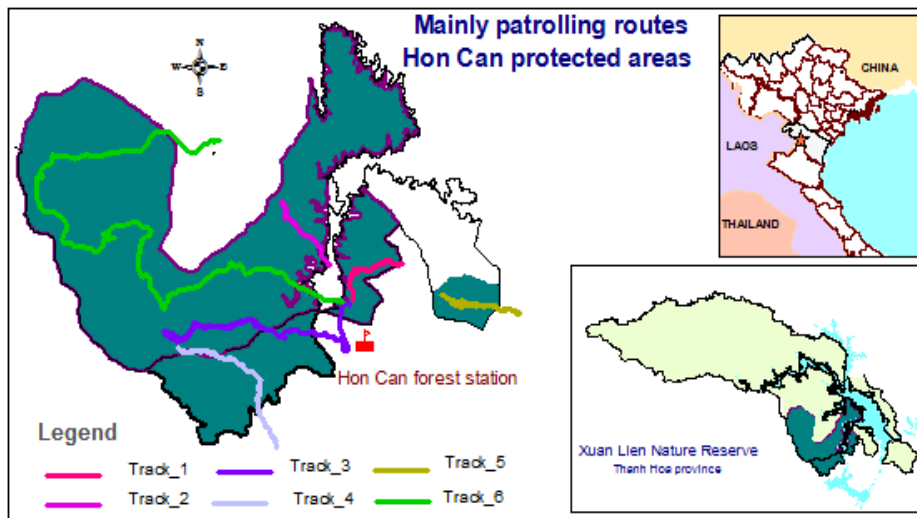 Mainly patrolling routes
Hon Can protected areas
N
W
E
S
CHINA
LAOS
THAILAND
Hon Can forest station
Xuan Lien Nature Reserve
Thanh Hoa province
Legend
Track_1
Track_3
Track_5
Track_2
Track_4
Track_6